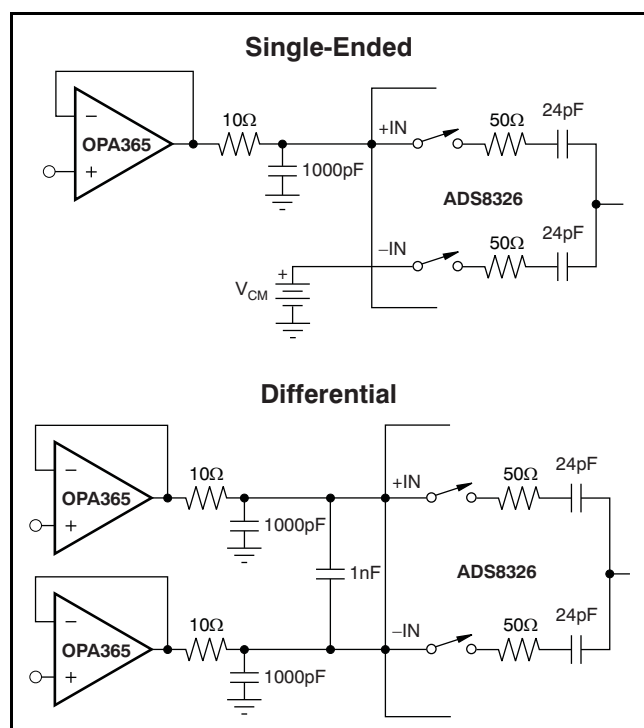 Single-Ended
−
OPA365
+
10Ω
1000pF
+IN
50Ω
24pF
ADS8326
−IN
50Ω
24pF
+
VCM
Differential
−
OPA365
+
10Ω
1000pF
1nF
+IN
50Ω
24pF
ADS8326
−
OPA365
+
10Ω
1000pF
−IN
50Ω
24pF